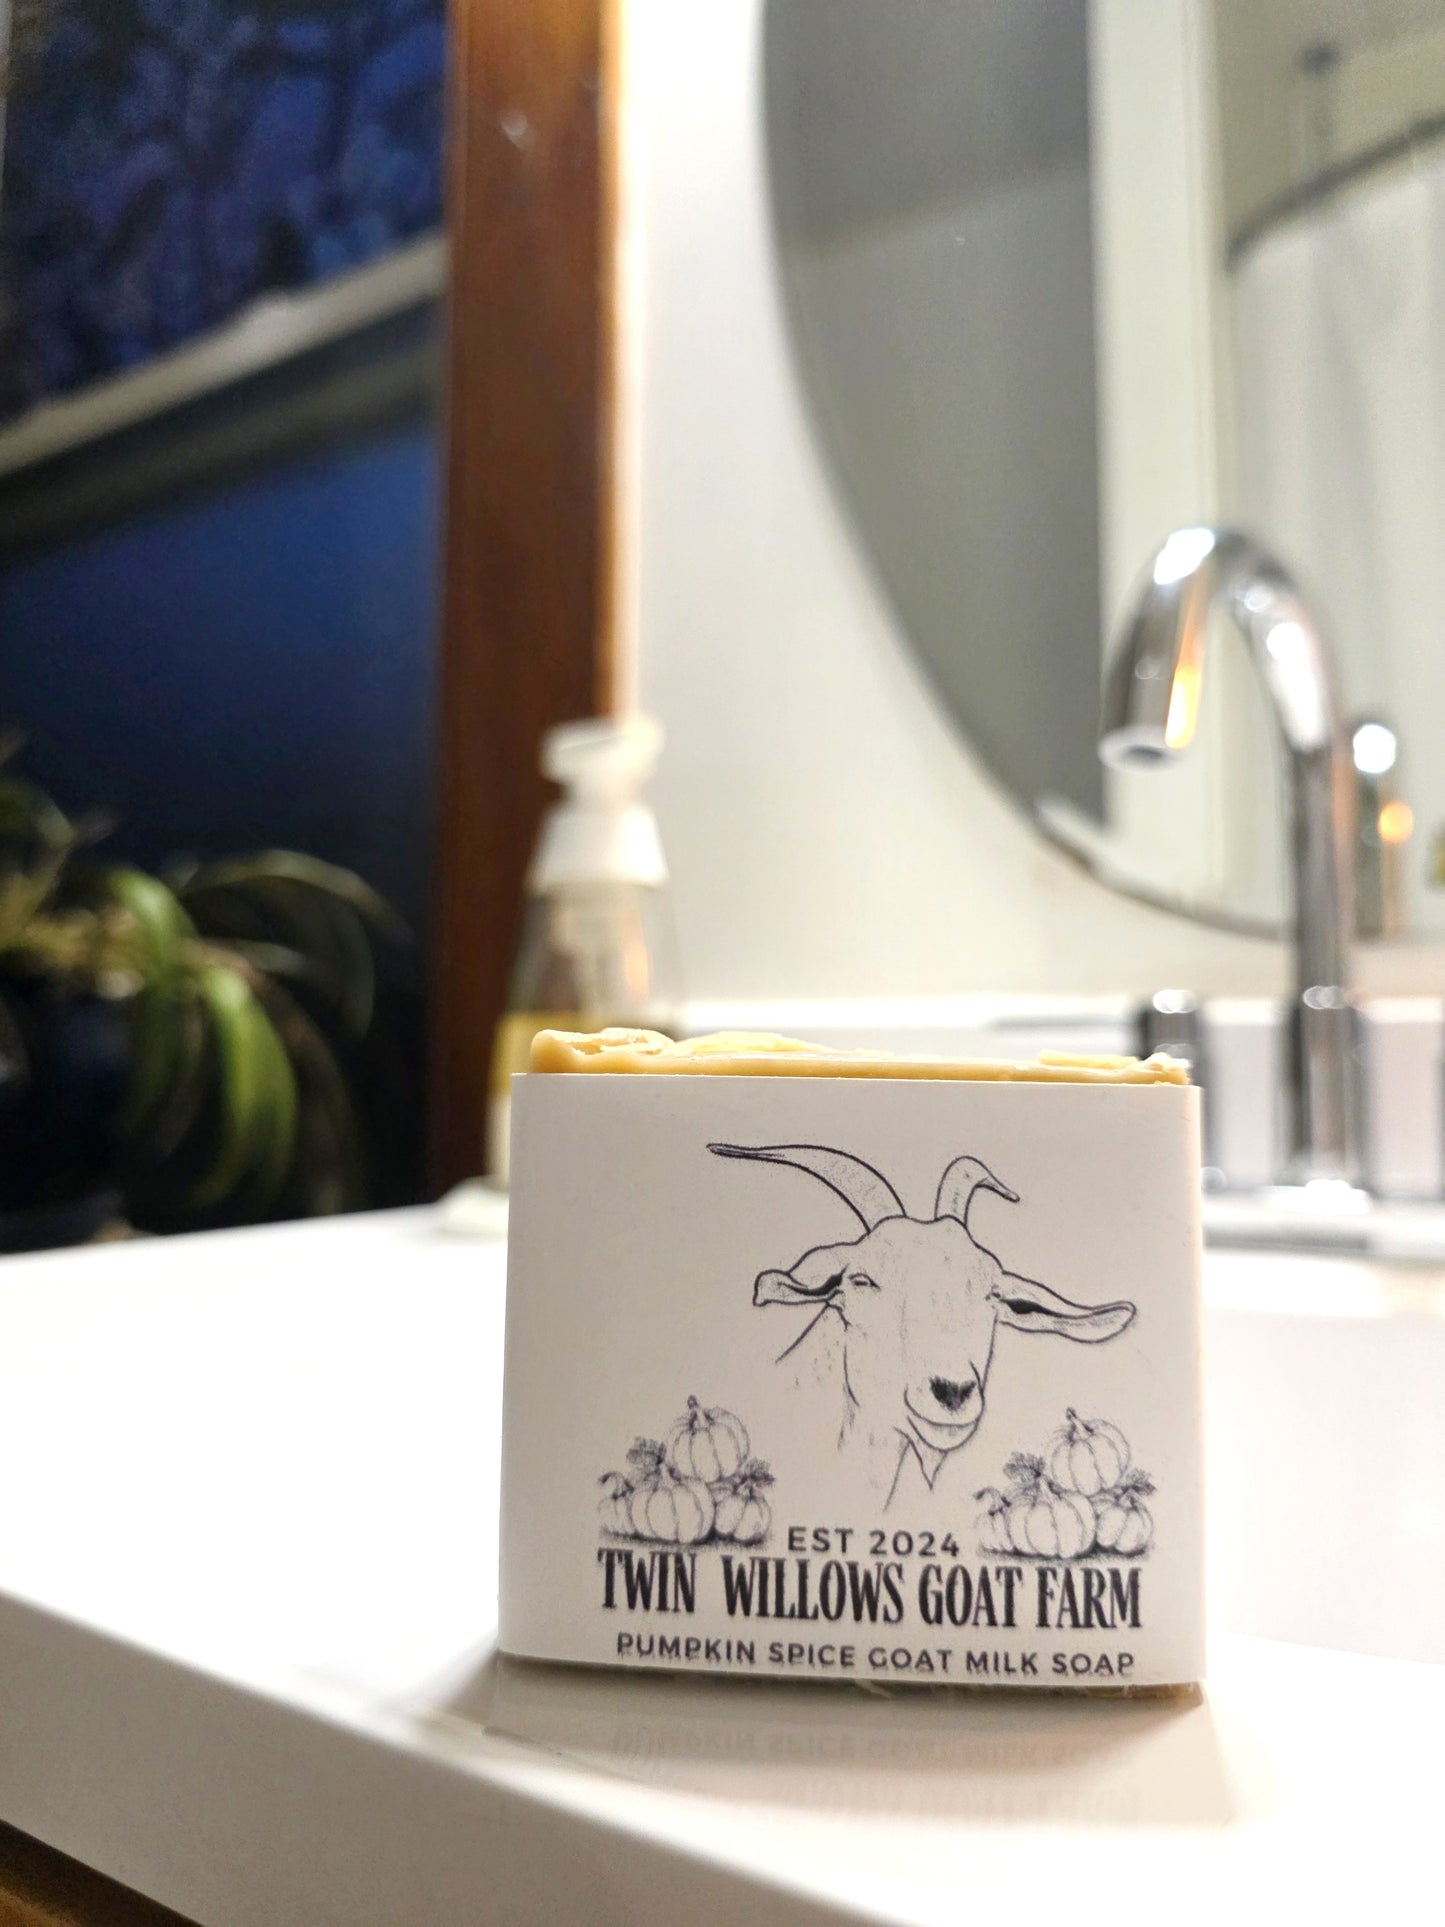 EST 2024
TWIN WILLOWS GOAT FARM
PUMPKIN SPICE GOAT MILK SOAP